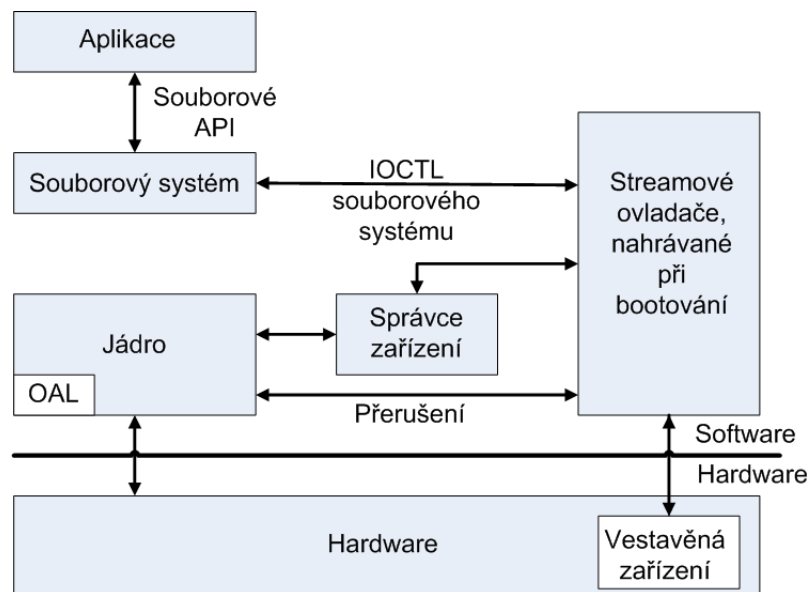 Aplikace
Souborové
API
Souborový systém
IOCTL
souborového
systému
Streamové
ovladače,
nahrávané
při
bootování
Jádro
OAL
Správce
zařízení
Přerušení
Software
Hardware
Hardware
Vestavěná
zařízení